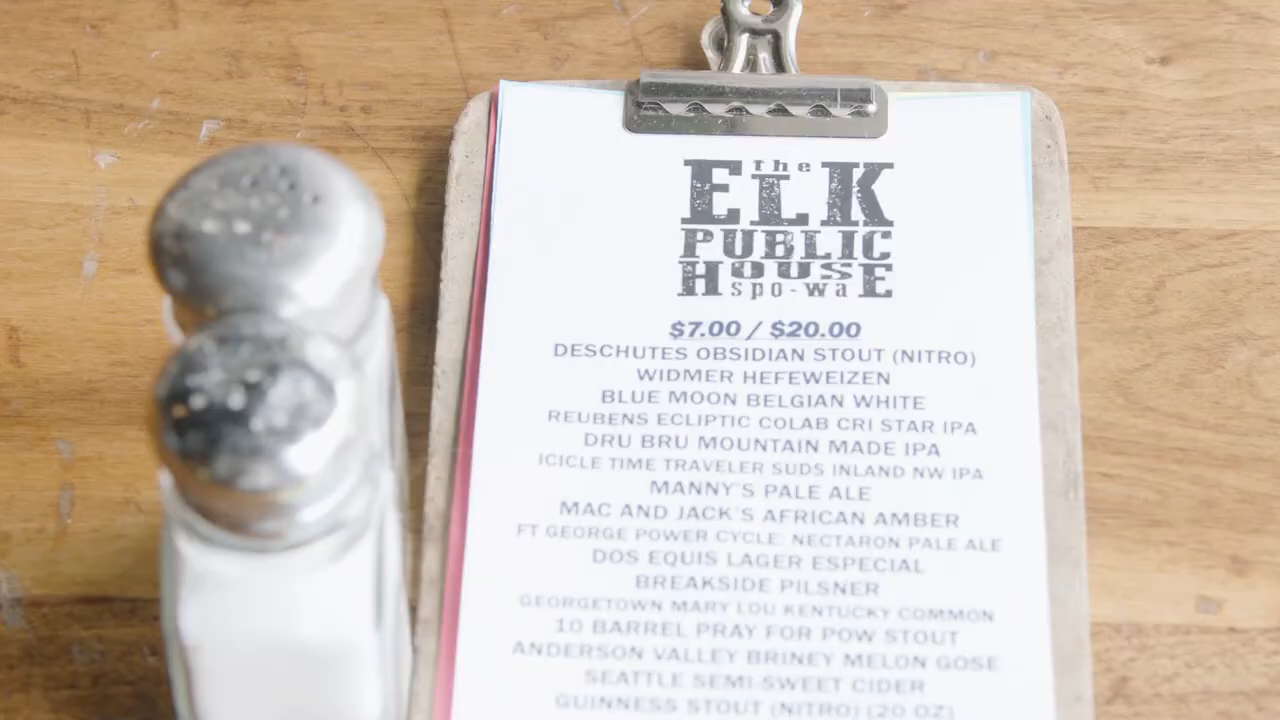 the
ELK
PUBLIC
HOUSE
spo-wa
$7.00 / $20.00
DESCHUTES OBSIDIAN STOUT (NITRO)
WIDMER HEFEWEIZEN
BLUE MOON BELGIAN WHITE
REUBENS ECLIPTIC COLAB CRI STAR IPA
DRU BRU MOUNTAIN MADE IPA
ICICLE TIME TRAVELER SUDS INLAND NW IPA
MANNY'S PALE ALE
MAC AND JACK'S AFRICAN AMBER
FT GEORGE POWER CYCLE: NECTARON PALE ALE
DOS EQUIS LAGER ESPECIAL
BREAKSIDE PILSNER
GEORGETOWN MARY LOU KENTUCKY COMMON
10 BARREL PRAY FOR POW STOUT
ANDERSON VALLEY BRINEY MELON GOSE
SEATTLE SEMI-SWEET CIDER
GUINNESS STOUT (NITRO) (20 OZ)